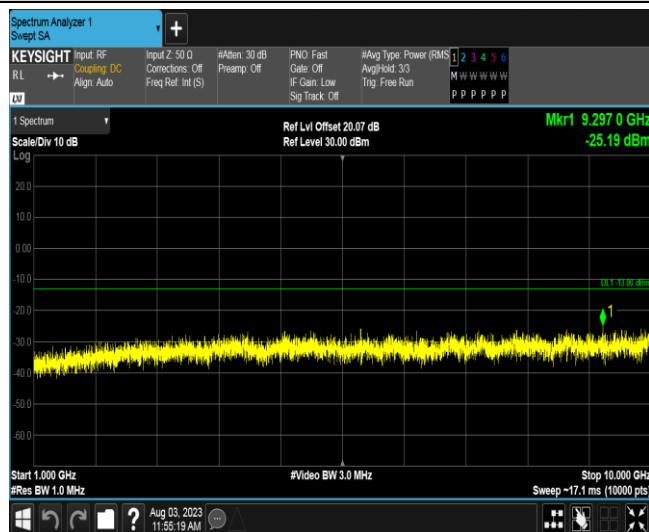 Spectrum Analyzer 1
Swept SA
+
KEYSIGHT
RL
LXI
Input: RF
Coupling: DC
Align: Auto
Input Z: 50 Ω
Corrections: Off
Freq Ref: Int (S)
#Atten: 30 dB
Preamp: Off
PNO: Fast
Gate: Off
IF Gain: Low
Sig Track: Off
#Avg Type: Power (RMS
Avg|Hold: 3/3
Trig: Free Run
1 2 3 4 5 6
M W W W W W
P P P P P P
1 Spectrum
Scale/Div 10 dB
Log
Ref Lvl Offset 20.07 dB
Ref Level 30.00 dBm
Mkr1 9.297 0 GHz
-25.19 dBm
20.0
10.0
0.00
-10.0
-20.0
-30.0
-40.0
-50.0
-60.0
DL1 -13.00 dBm
1
Start 1.000 GHz
#Res BW 1.0 MHz
#Video BW 3.0 MHz
Stop 10.000 GHz
Sweep ~17.1 ms (10000 pts)
?
Aug 03, 2023
11:55:19 AM